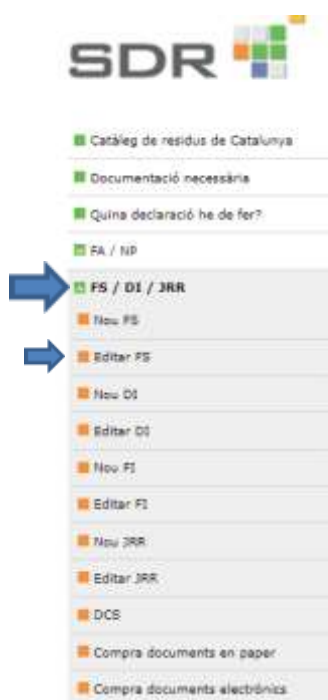 SDR
Catàleg de residus de Catalunya
Documentació necessària
Quina declaració he de fer?
FA / NP
FS / DI / JRR
Nou FS
Editar FS
Nou DI
Editar DI
Nou FI
Editar FI
Nou JRR
Editar JRR
DCS
Compra documents en paper
Compra documents electrònics